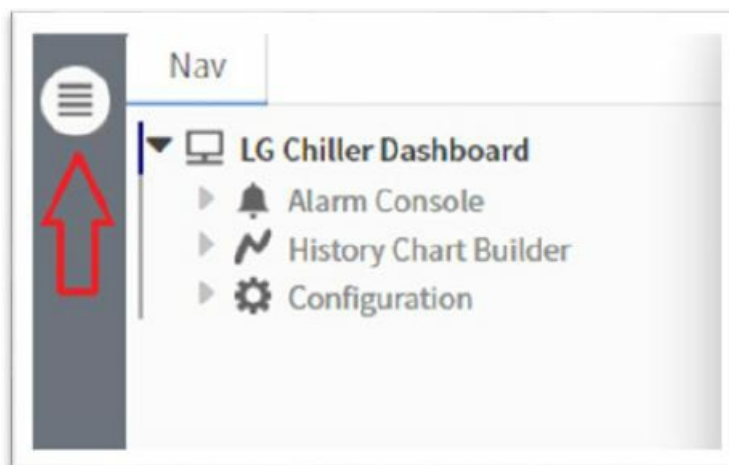 Nav
LG Chiller Dashboard
Alarm Console
History Chart Builder
Configuration